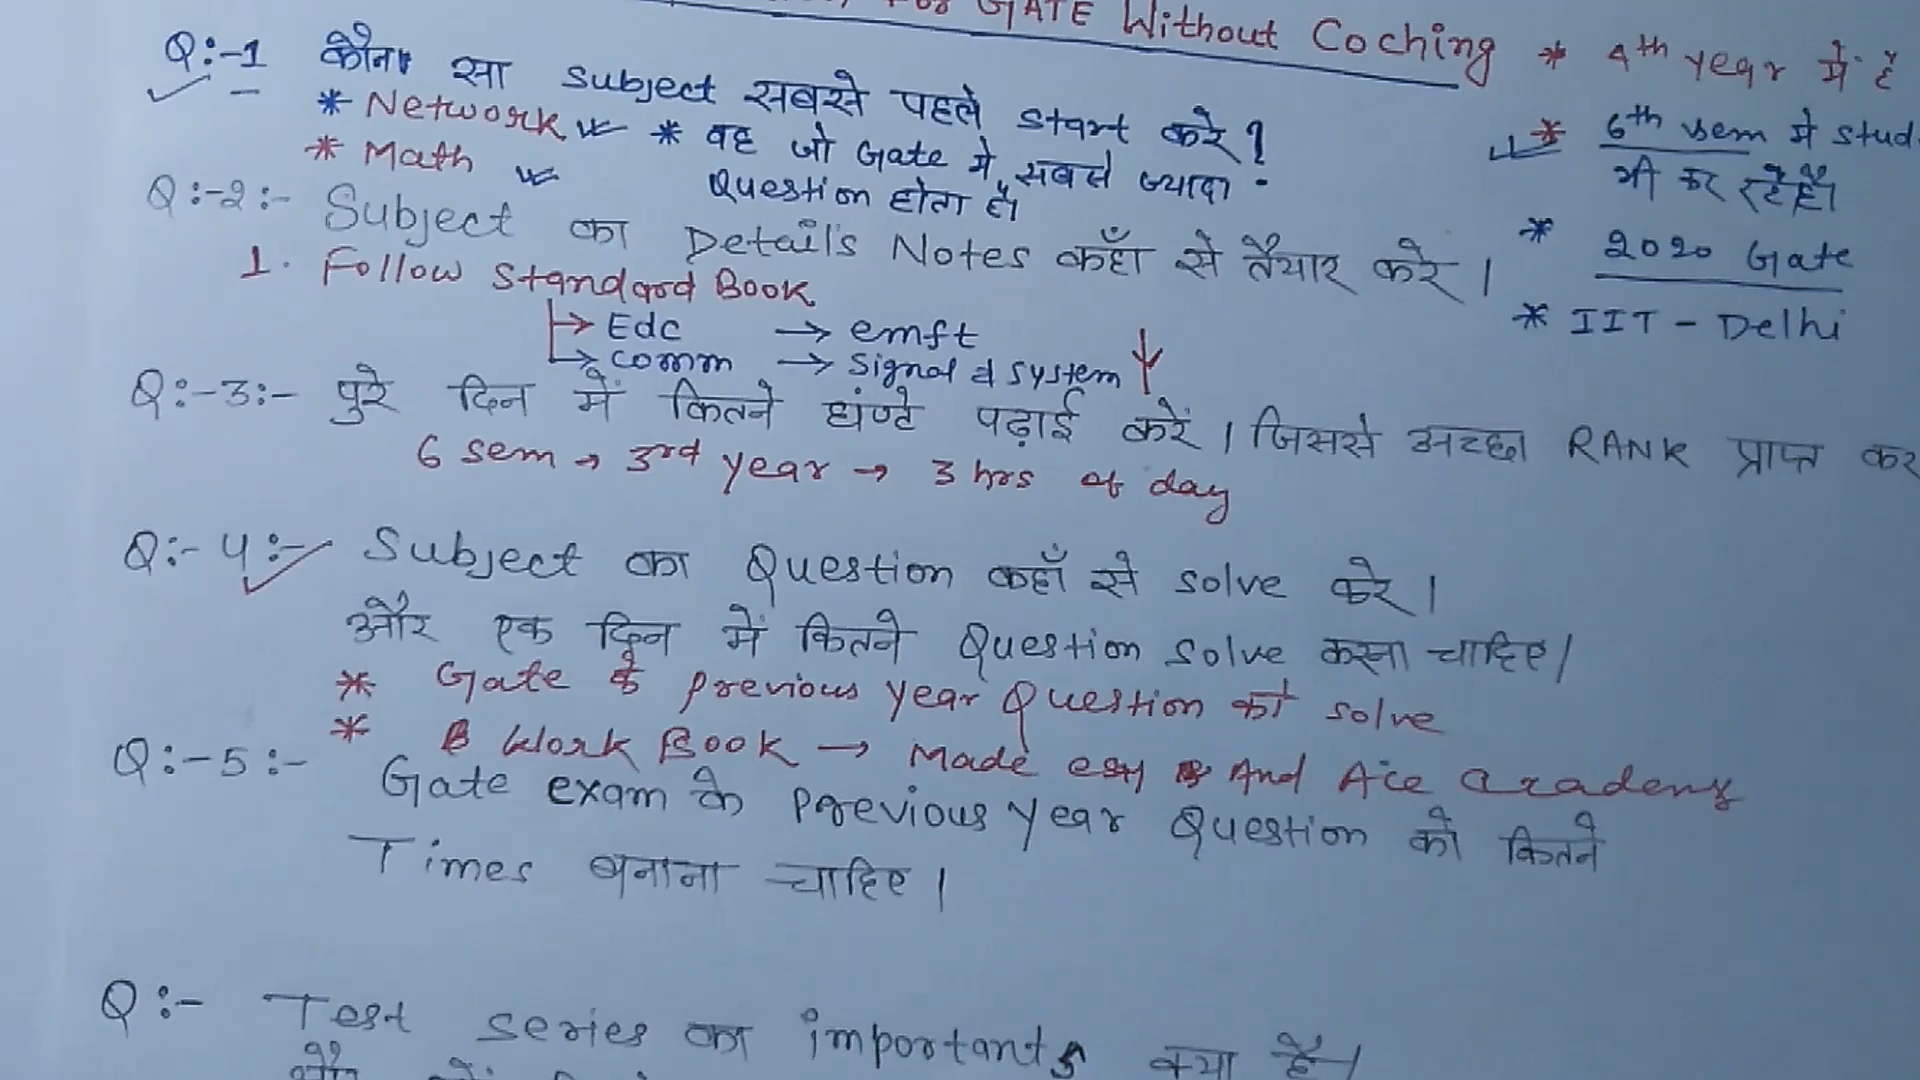 For GATE Without Coching * 4th year में है
Q:-1 कौन सा subject सबसे पहले start करे?
* Network * वह जो Gate मे सबसे ज्यादा
* Math Question होता है।
* 6th sem मे stud
भी कर रहे हैं।
* 2020 Gate
* IIT - Delhi
Q:-2:- Subject का Detail's Notes कहाँ से तैयार करे।
1. Follow Standard Book
→ Edc → emft
→ comm → Signal & System
Q:-3:- पुरे दिन में कितने घंण्टे पढ़ाई करें। जिससे अच्छा RANK प्राप्त कर
6 sem → 3rd year → 3 hrs of day
Q:-4:- Subject का Question कहाँ से solve करे।
और एक दिन में कितने Question solve करना चाहिए।
* Gate के previous year Question को solve
* Work Book → Made easy And Ace acadeny
Q:-5:- Gate exam के Previous year Question को कितने
Times बनाना चाहिए।
Q:- Test series का important क्या है।